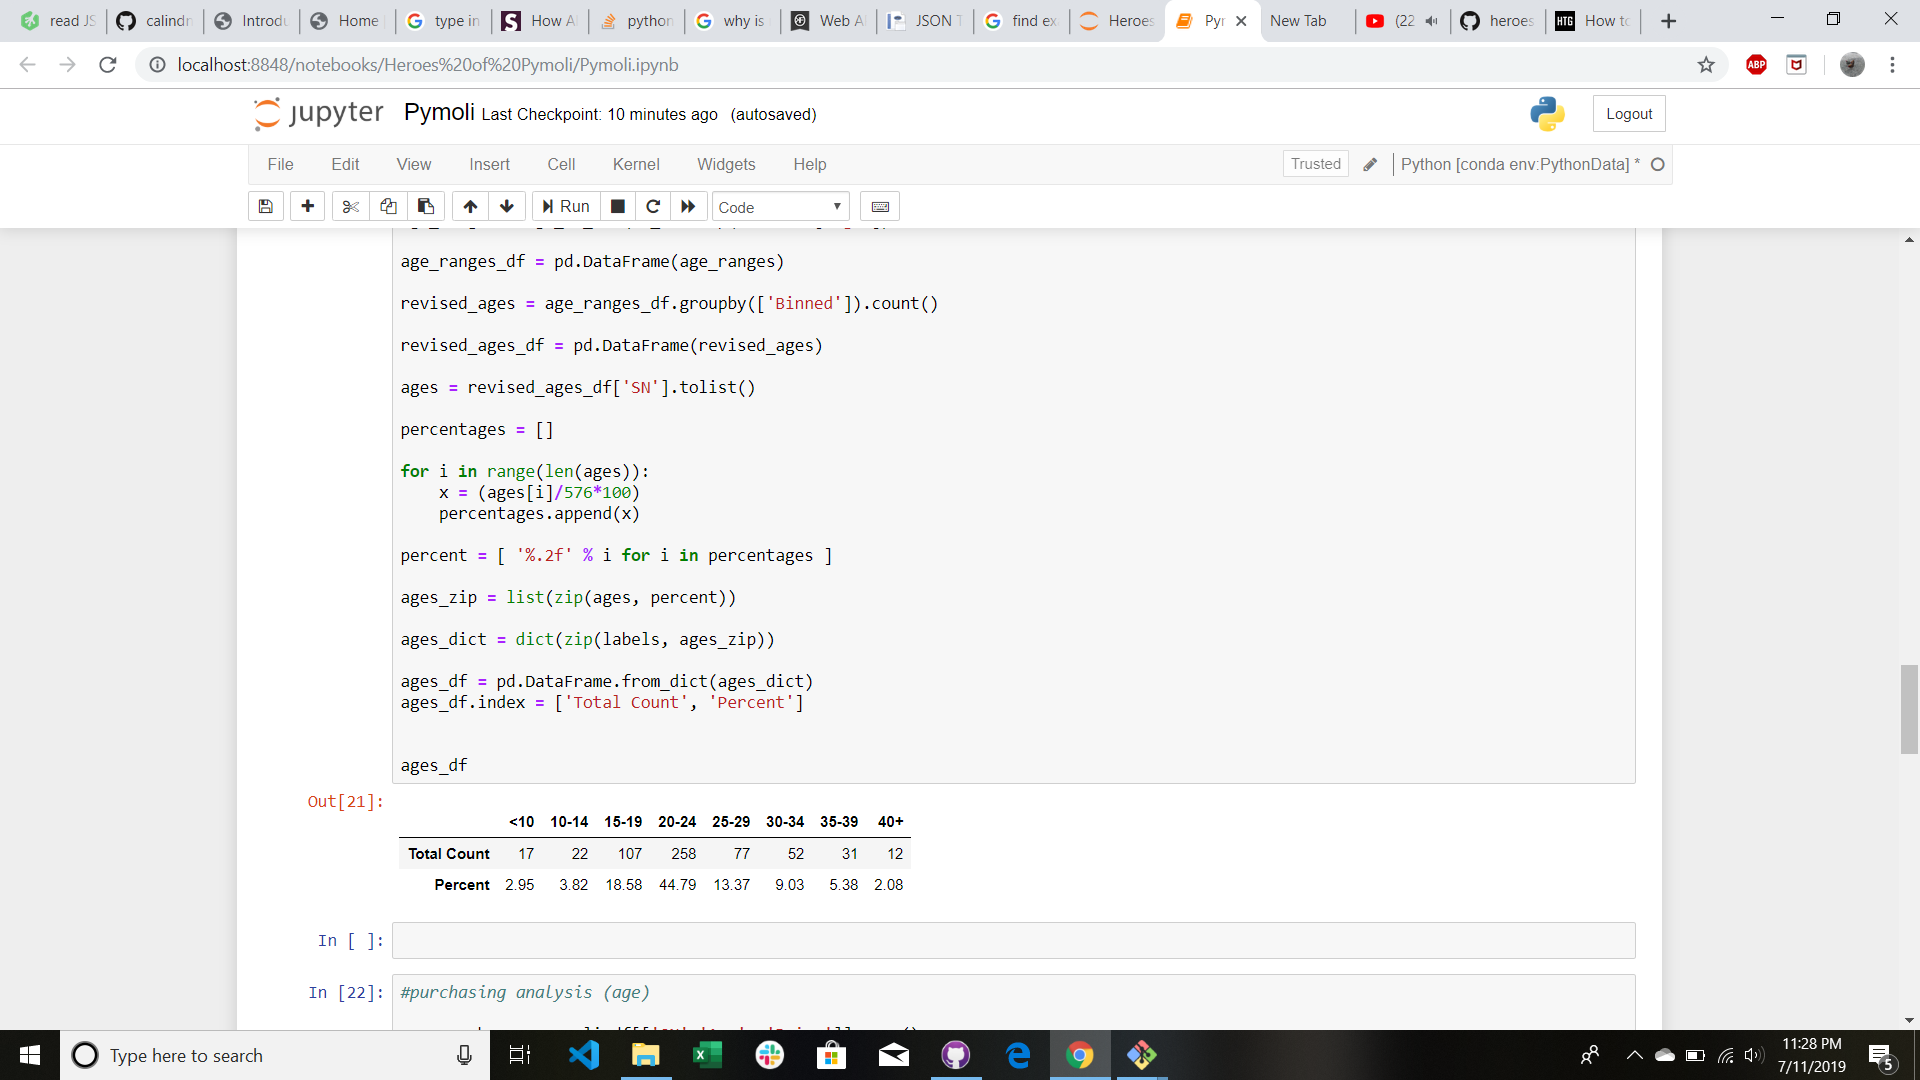 read JS
calindn
Introdu
Home
type in
How A
python
why is
Web A
JSON T
find ex
Heroes
Pyr
New Tab
(22
heroes
HTG How to
localhost:8848/notebooks/Heroes%20of%20Pymoli/Pymoli.ipynb
ABP
jupyter Pymoli Last Checkpoint: 10 minutes ago (autosaved)
Logout
File Edit View Insert Cell Kernel Widgets Help
Trusted Python [conda env:PythonData] *
Run Code
age_ranges_df = pd.DataFrame(age_ranges)
revised_ages = age_ranges_df.groupby(['Binned']).count()
revised_ages_df = pd.DataFrame(revised_ages)
ages = revised_ages_df['SN'].tolist()
percentages = []
for i in range(len(ages)):
    x = (ages[i]/576*100)
    percentages.append(x)
percent = [ '%.2f' % i for i in percentages ]
ages_zip = list(zip(ages, percent))
ages_dict = dict(zip(labels, ages_zip))
ages_df = pd.DataFrame.from_dict(ages_dict)
ages_df.index = ['Total Count', 'Percent']
ages_df
Out[21]:
<10 10-14 15-19 20-24 25-29 30-34 35-39 40+
Total Count 17 22 107 258 77 52 31 12
Percent 2.95 3.82 18.58 44.79 13.37 9.03 5.38 2.08
In [ ]:
In [22]: #purchasing analysis (age)
Type here to search
11:28 PM
7/11/2019
5